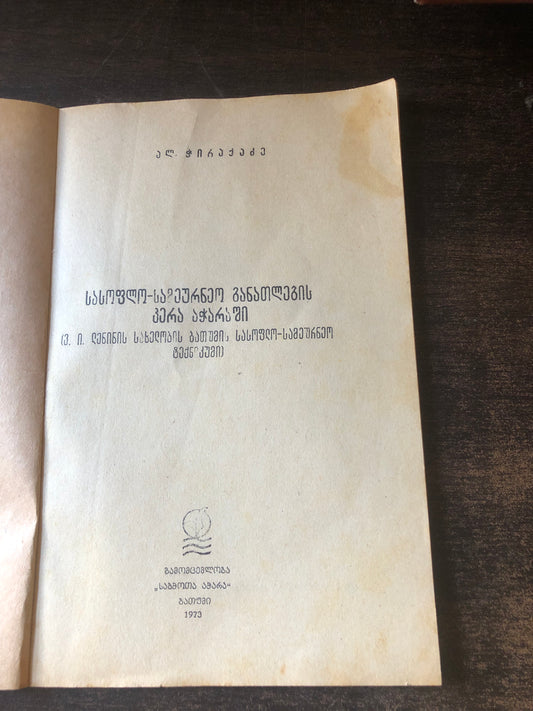 ალ. ჭირაქაძე
სასოფლო-სამეურნეო განათლების
კერა აჭარაში
(ვ. ი. ლენინის სახელობის ბათუმის სასოფლო-სამეურნეო
ტექნიკუმი)
გამომცემლობა
„საბჭოთა აჭარა“
ბათუმი
1973